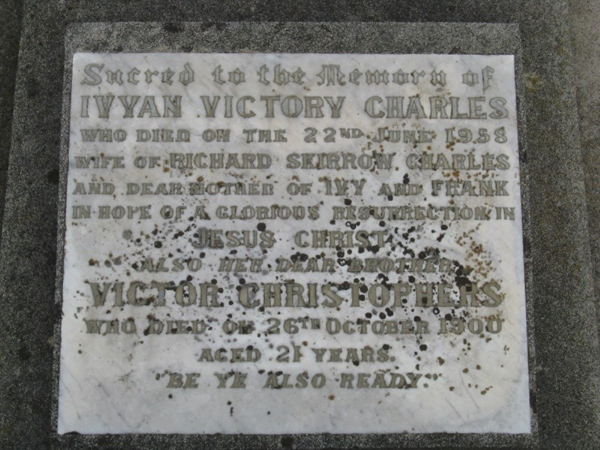 Sacred to the Memory of
IVYAN VICTORY CHARLES
WHO DIED ON THE 22ND JUNE 1958
WIFE OF RICHARD SKIRROW CHARLES
AND DEAR MOTHER OF IVY AND FRANK
IN HOPE OF A GLORIOUS RESURRECTION IN
JESUS CHRIST
ALSO HER DEAR BROTHER
VICTOR CHRISTOPHERS
WHO DIED ON 26TH OCTOBER 1900
AGED 21 YEARS.
"BE YE ALSO READY."